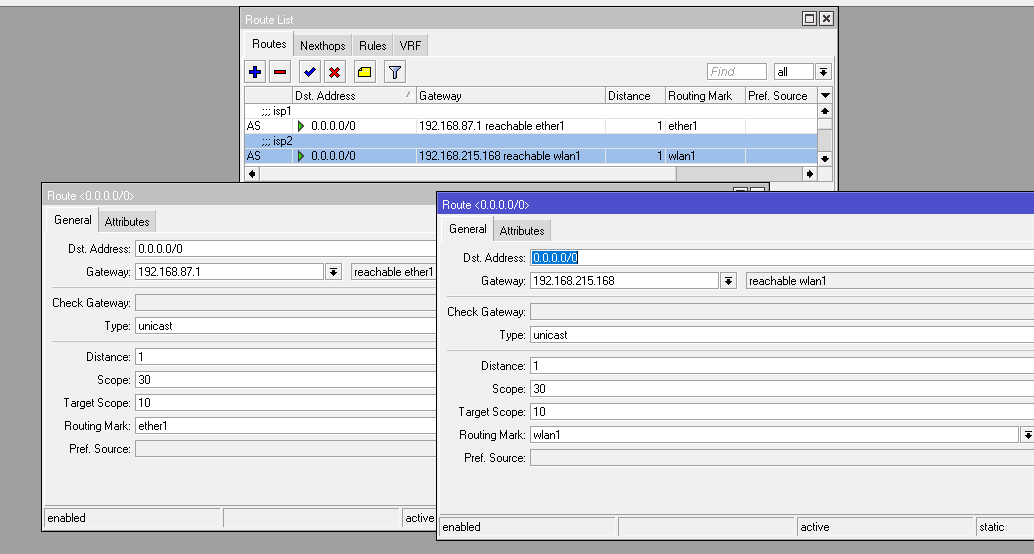 Route List
Routes Nexthops Rules VRF
Find all
Dst. Address Gateway Distance Routing Mark Pref. Source
;;; isp1
AS 0.0.0.0/0 192.168.87.1 reachable ether1 1 ether1
;;; isp2
AS 0.0.0.0/0 192.168.215.168 reachable wlan1 1 wlan1
Route <0.0.0.0/0>
General Attributes
Dst. Address: 0.0.0.0/0
Gateway: 192.168.87.1 reachable ether1
Check Gateway:
Type: unicast
Distance: 1
Scope: 30
Target Scope: 10
Routing Mark: ether1
Pref. Source:
enabled active
Route <0.0.0.0/0>
General Attributes
Dst. Address: 0.0.0.0/0
Gateway: 192.168.215.168 reachable wlan1
Check Gateway:
Type: unicast
Distance: 1
Scope: 30
Target Scope: 10
Routing Mark: wlan1
Pref. Source:
enabled active static